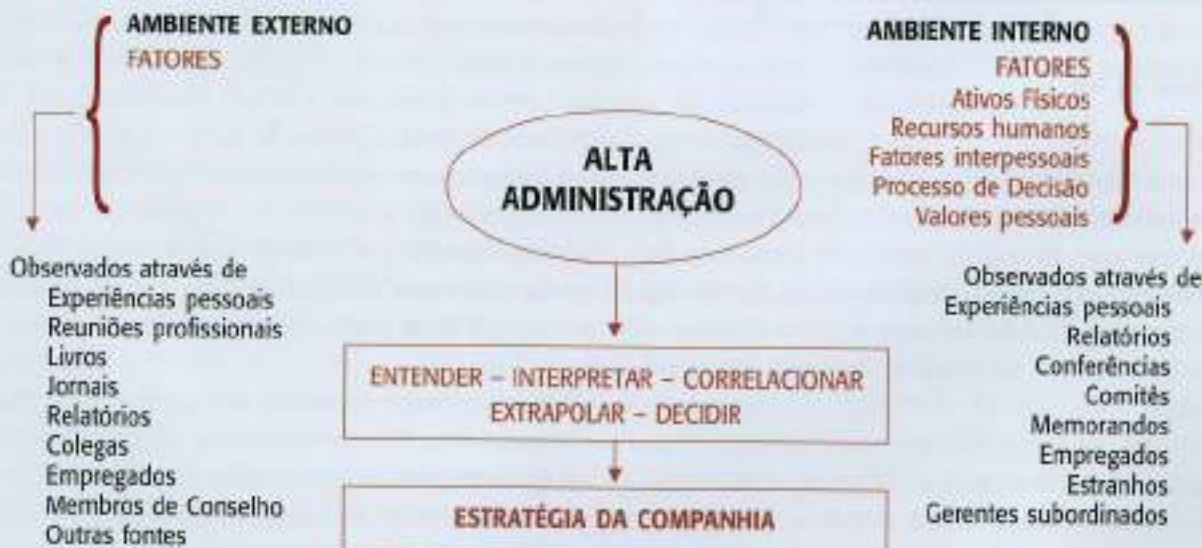 AMBIENTE EXTERNO
FATORES
AMBIENTE INTERNO
FATORES
Ativos Físicos
Recursos humanos
Fatores interpessoais
Processo de Decisão
Valores pessoais
ALTA
ADMINISTRAÇÃO
Observados através de
Experiências pessoais
Reuniões profissionais
Livros
Jornais
Relatórios
Colegas
Empregados
Membros de Conselho
Outras fontes
ENTENDER – INTERPRETAR – CORRELACIONAR
EXTRAPOLAR – DECIDIR
ESTRATÉGIA DA COMPANHIA
Observados através de
Experiências pessoais
Relatórios
Conferências
Comitês
Memorandos
Empregados
Estranhos
Gerentes subordinados